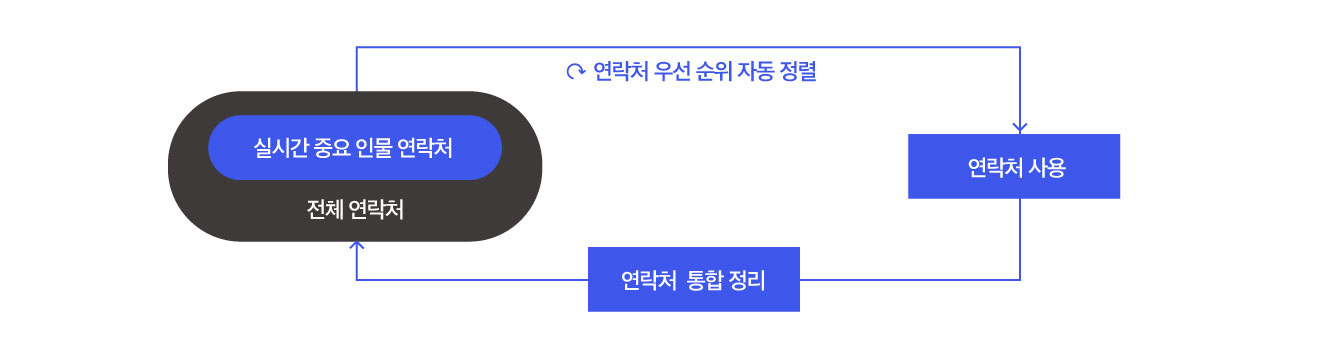 연락처 우선 순위 자동 정렬
실시간 중요 인물 연락처
연락처 사용
전체 연락처
연락처 통합 정리